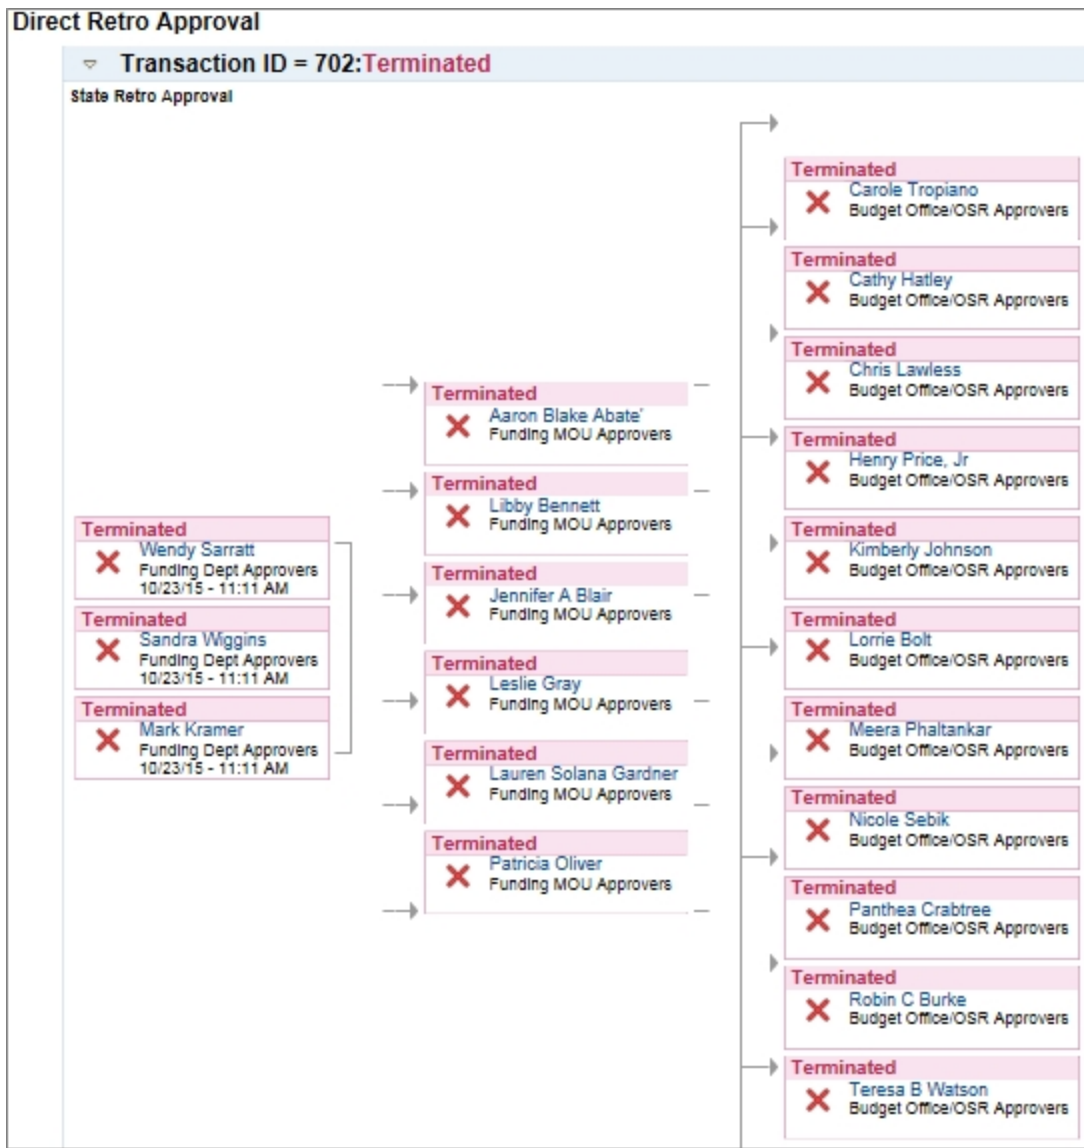 Direct Retro Approval
Transaction ID = 702:Terminated
State Retro Approval
Terminated
Wendy Sarratt
Funding Dept Approvers
10/23/15 - 11:11 AM
Terminated
Sandra Wiggins
Funding Dept Approvers
10/23/15 - 11:11 AM
Terminated
Mark Kramer
Funding Dept Approvers
10/23/15 - 11:11 AM
Terminated
Aaron Blake Abate'
Funding MOU Approvers
Terminated
Libby Bennett
Funding MOU Approvers
Terminated
Jennifer A Blair
Funding MOU Approvers
Terminated
Leslie Gray
Funding MOU Approvers
Terminated
Lauren Solana Gardner
Funding MOU Approvers
Terminated
Patricia Oliver
Funding MOU Approvers
Terminated
Carole Tropiano
Budget Office/OSR Approvers
Terminated
Cathy Hatley
Budget Office/OSR Approvers
Terminated
Chris Lawless
Budget Office/OSR Approvers
Terminated
Henry Price, Jr
Budget Office/OSR Approvers
Terminated
Kimberly Johnson
Budget Office/OSR Approvers
Terminated
Lorrie Bolt
Budget Office/OSR Approvers
Terminated
Meera Phaltankar
Budget Office/OSR Approvers
Terminated
Nicole Sebik
Budget Office/OSR Approvers
Terminated
Panthea Crabtree
Budget Office/OSR Approvers
Terminated
Robin C Burke
Budget Office/OSR Approvers
Terminated
Teresa B Watson
Budget Office/OSR Approvers